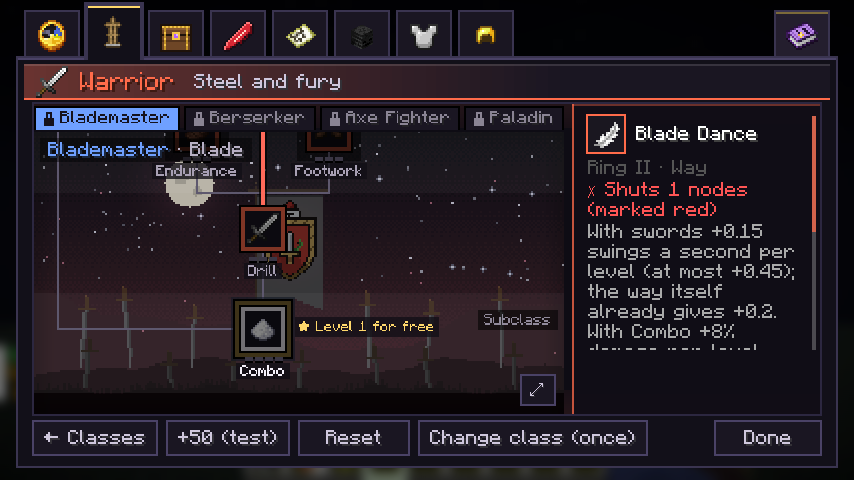 Warrior Steel and fury
Blademaster
Berserker
Axe Fighter
Paladin
Blademaster · Blade
Endurance
Footwork
Drill
Level 1 for free
Combo
Subclass
Blade Dance
Ring II · Way
x Shuts 1 nodes
(marked red)
With swords +0.15
swings a second per
level (at most +0.45);
the way itself
already gives +0.2.
With Combo +8%
damage per level
← Classes
+50 (test)
Reset
Change class (once)
Done